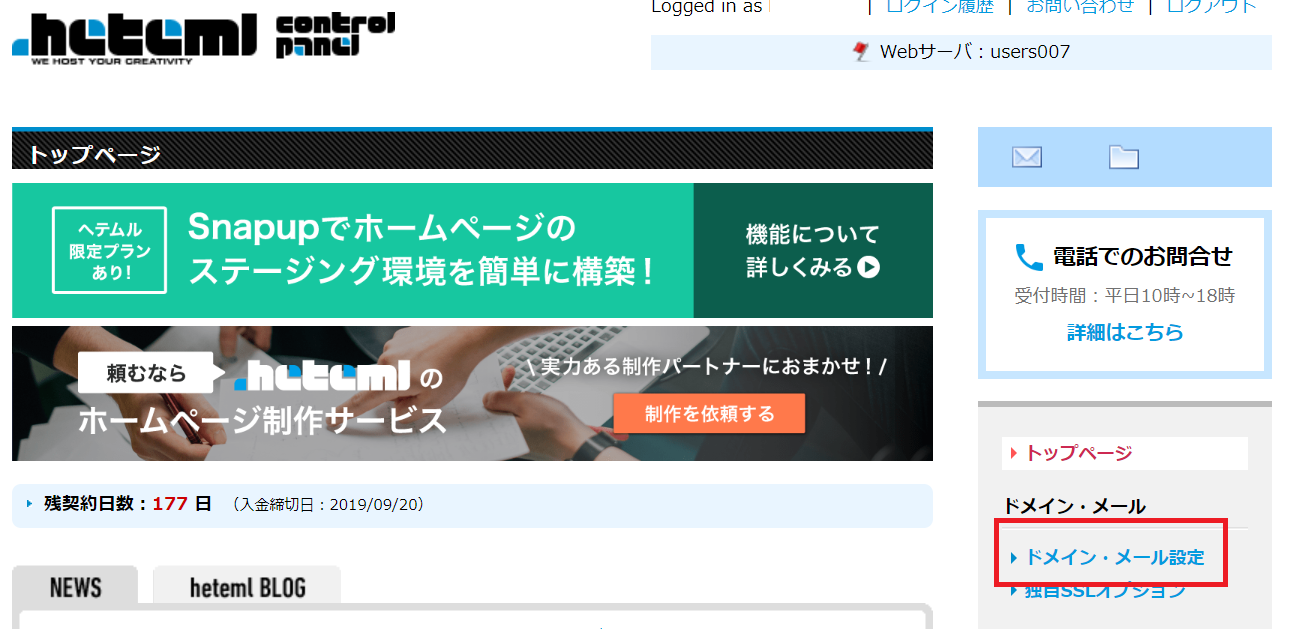 .heteml control panel
WE HOST YOUR CREATIVITY
Logged in as | ログイン履歴 | お問い合わせ | ログアウト
Webサーバ：users007
トップページ
ヘテムル
限定プラン
あり!
Snapupでホームページの
ステージング環境を簡単に構築！
機能について
詳しくみる
頼むなら
.heteml の
ホームページ制作サービス
\ 実力ある制作パートナーにおまかせ！/
制作を依頼する
残契約日数：177 日 （入金締切日：2019/09/20）
NEWS
heteml BLOG
電話でのお問合せ
受付時間：平日10時~18時
詳細はこちら
トップページ
ドメイン・メール
ドメイン・メール設定
独自SSLオプション